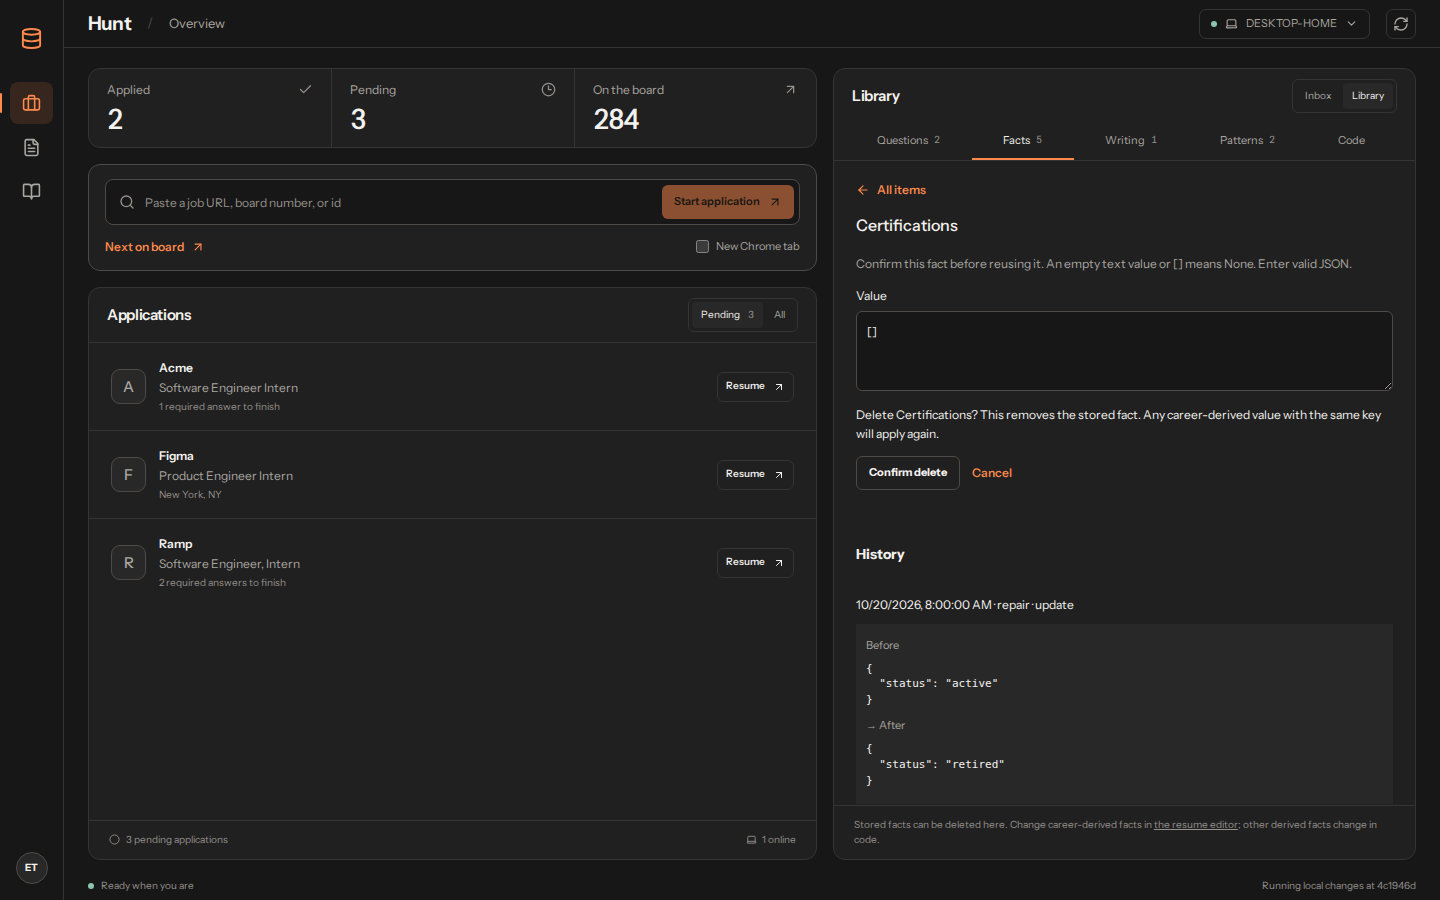 Hunt / Overview
DESKTOP-HOME
Applied
2
Pending
3
On the board
284
Paste a job URL, board number, or id
Start application
Next on board
New Chrome tab
Applications
Pending 3
All
A
Acme
Software Engineer Intern
1 required answer to finish
Resume
F
Figma
Product Engineer Intern
New York, NY
Resume
R
Ramp
Software Engineer, Intern
2 required answers to finish
Resume
3 pending applications
1 online
Library
Inbox
Library
Questions 2
Facts 5
Writing 1
Patterns 2
Code
All items
Certifications
Confirm this fact before reusing it. An empty text value or [] means None. Enter valid JSON.
Value
[]
Delete Certifications? This removes the stored fact. Any career-derived value with the same key
will apply again.
Confirm delete
Cancel
History
10/20/2026, 8:00:00 AM · repair · update
Before
{
"status": "active"
}
→ After
{
"status": "retired"
}
Stored facts can be deleted here. Change career-derived facts in the resume editor; other derived facts change in
code.
ET
Ready when you are
Running local changes at 4c1946d